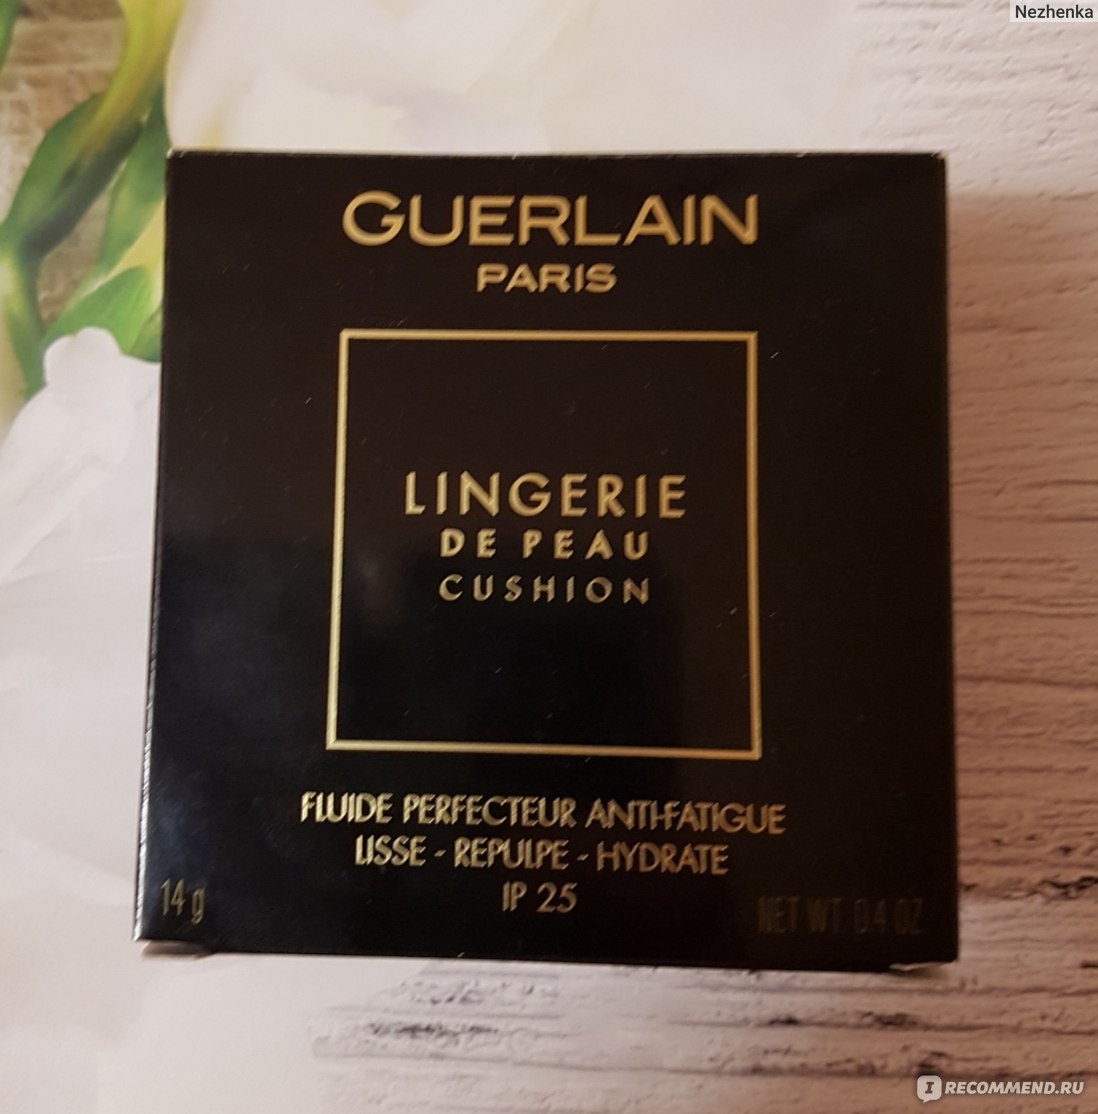 Nezhenka
GUERLAIN
PARIS
LINGERIE
DE PEAU
CUSHION
FLUIDE PERFECTEUR ANTI-FATIGUE
LISSE - REPULPE - HYDRATE
IP 25
14 g
NET WT. 0.4 OZ
IRECOMMEND.RU